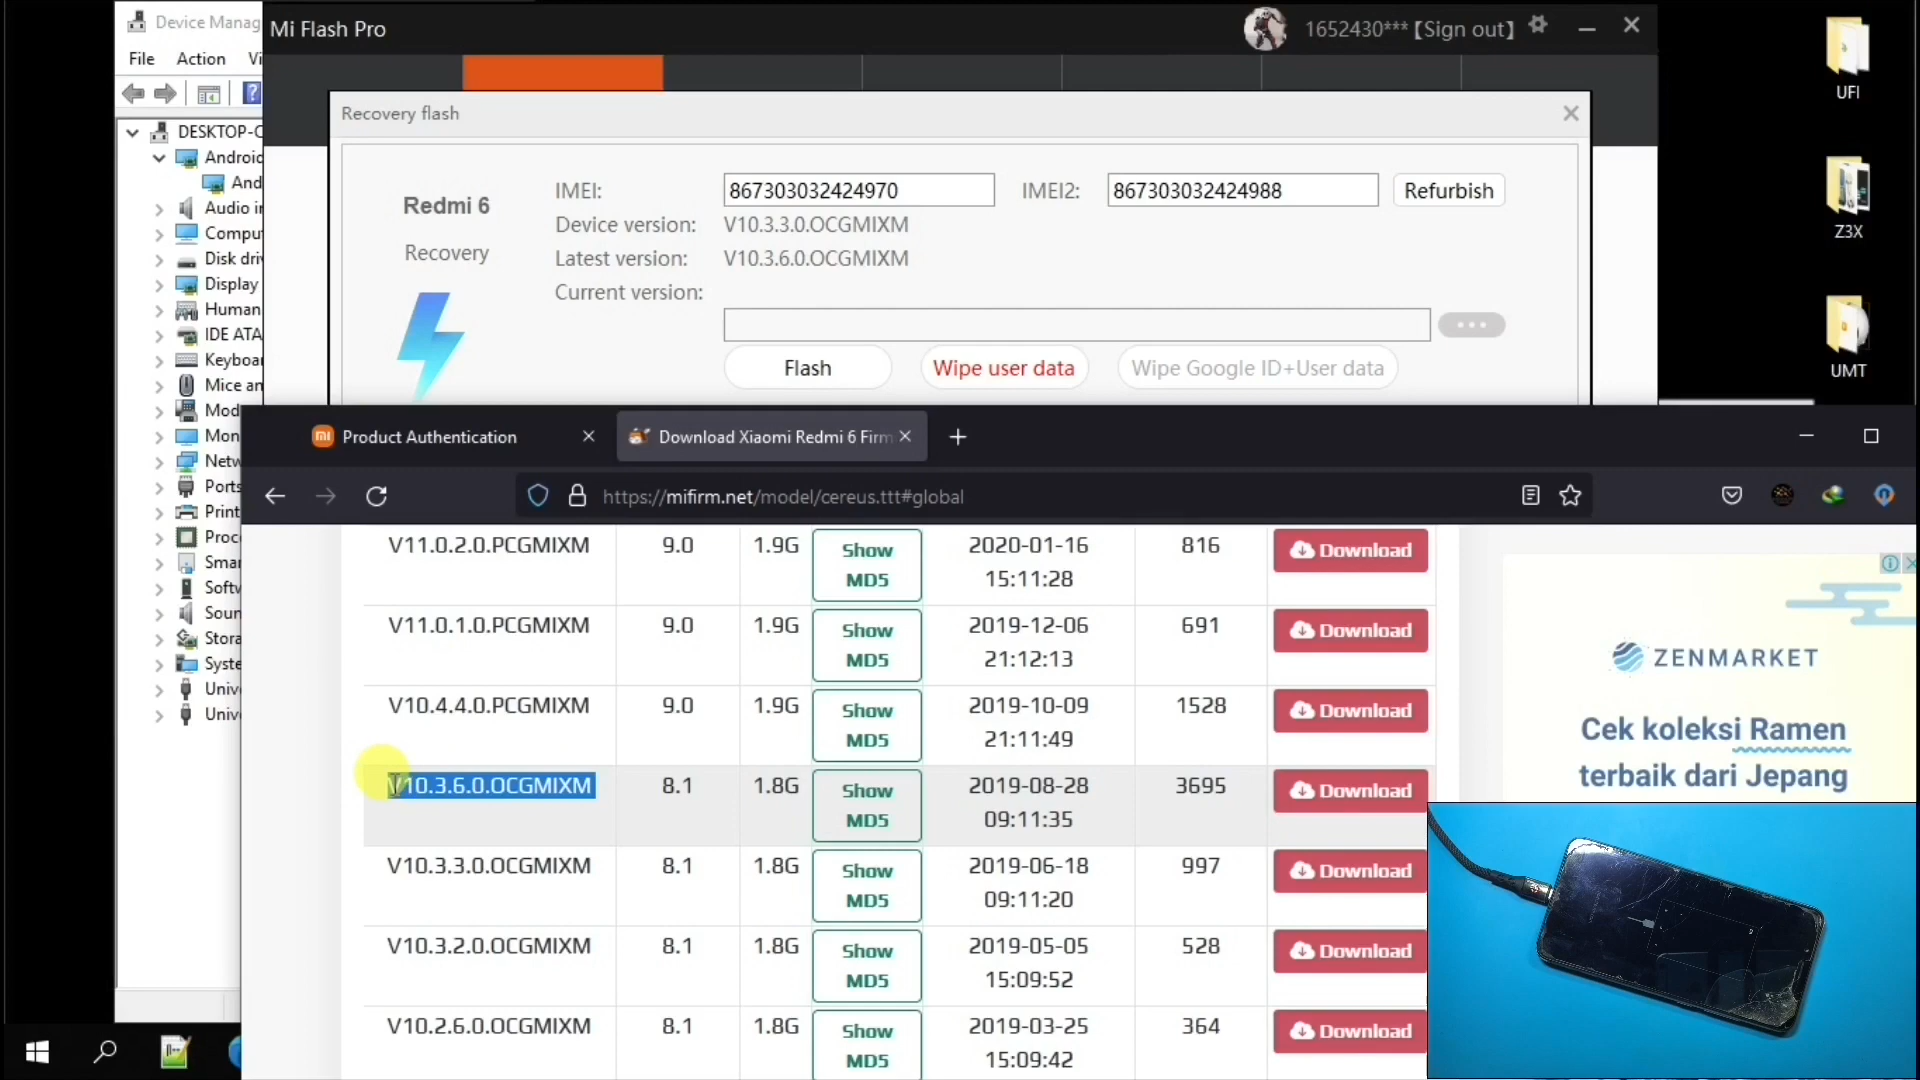 Device Manag
File Action Vi
DESKTOP-C
Android
And
Audio in
Comput
Disk driv
Display
Human
IDE ATA
Keyboar
Mice an
Mod
Mon
Netw
Ports
Print
Proc
Smar
Softv
Soun
Stora
Syste
Unive
Unive
Mi Flash Pro
1652430***【Sign out】
Recovery flash
Redmi 6
Recovery
IMEI: 867303032424970 IMEI2: 867303032424988 Refurbish
Device version: V10.3.3.0.OCGMIXM
Latest version: V10.3.6.0.OCGMIXM
Current version:
Flash Wipe user data Wipe Google ID+User data
UFI
Z3X
UMT
Product Authentication
Download Xiaomi Redmi 6 Firm
https://mifirm.net/model/cereus.ttt#global
V11.0.2.0.PCGMIXM 9.0 1.9G Show MD5 2020-01-16 15:11:28 816 Download
V11.0.1.0.PCGMIXM 9.0 1.9G Show MD5 2019-12-06 21:12:13 691 Download
V10.4.4.0.PCGMIXM 9.0 1.9G Show MD5 2019-10-09 21:11:49 1528 Download
V10.3.6.0.OCGMIXM 8.1 1.8G Show MD5 2019-08-28 09:11:35 3695 Download
V10.3.3.0.OCGMIXM 8.1 1.8G Show MD5 2019-06-18 09:11:20 997 Download
V10.3.2.0.OCGMIXM 8.1 1.8G Show MD5 2019-05-05 15:09:52 528 Download
V10.2.6.0.OCGMIXM 8.1 1.8G Show MD5 2019-03-25 15:09:42 364 Download
ZENMARKET
Cek koleksi Ramen
terbaik dari Jepang